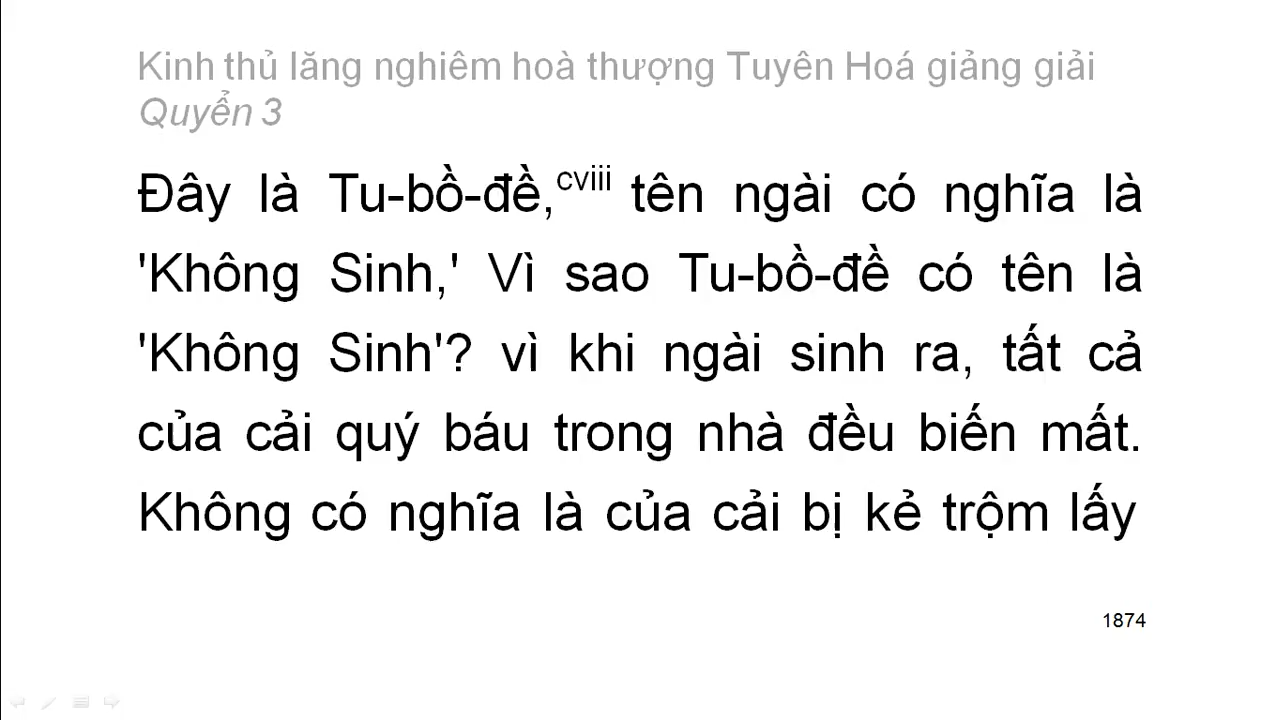 Kinh thủ lăng nghiêm hoà thượng Tuyên Hoá giảng giải
Quyển 3
Đây là Tu-bồ-đề,cviii tên ngài có nghĩa là
'Không Sinh,' Vì sao Tu-bồ-đề có tên là
'Không Sinh'? vì khi ngài sinh ra, tất cả
của cải quý báu trong nhà đều biến mất.
Không có nghĩa là của cải bị kẻ trộm lấy
1874